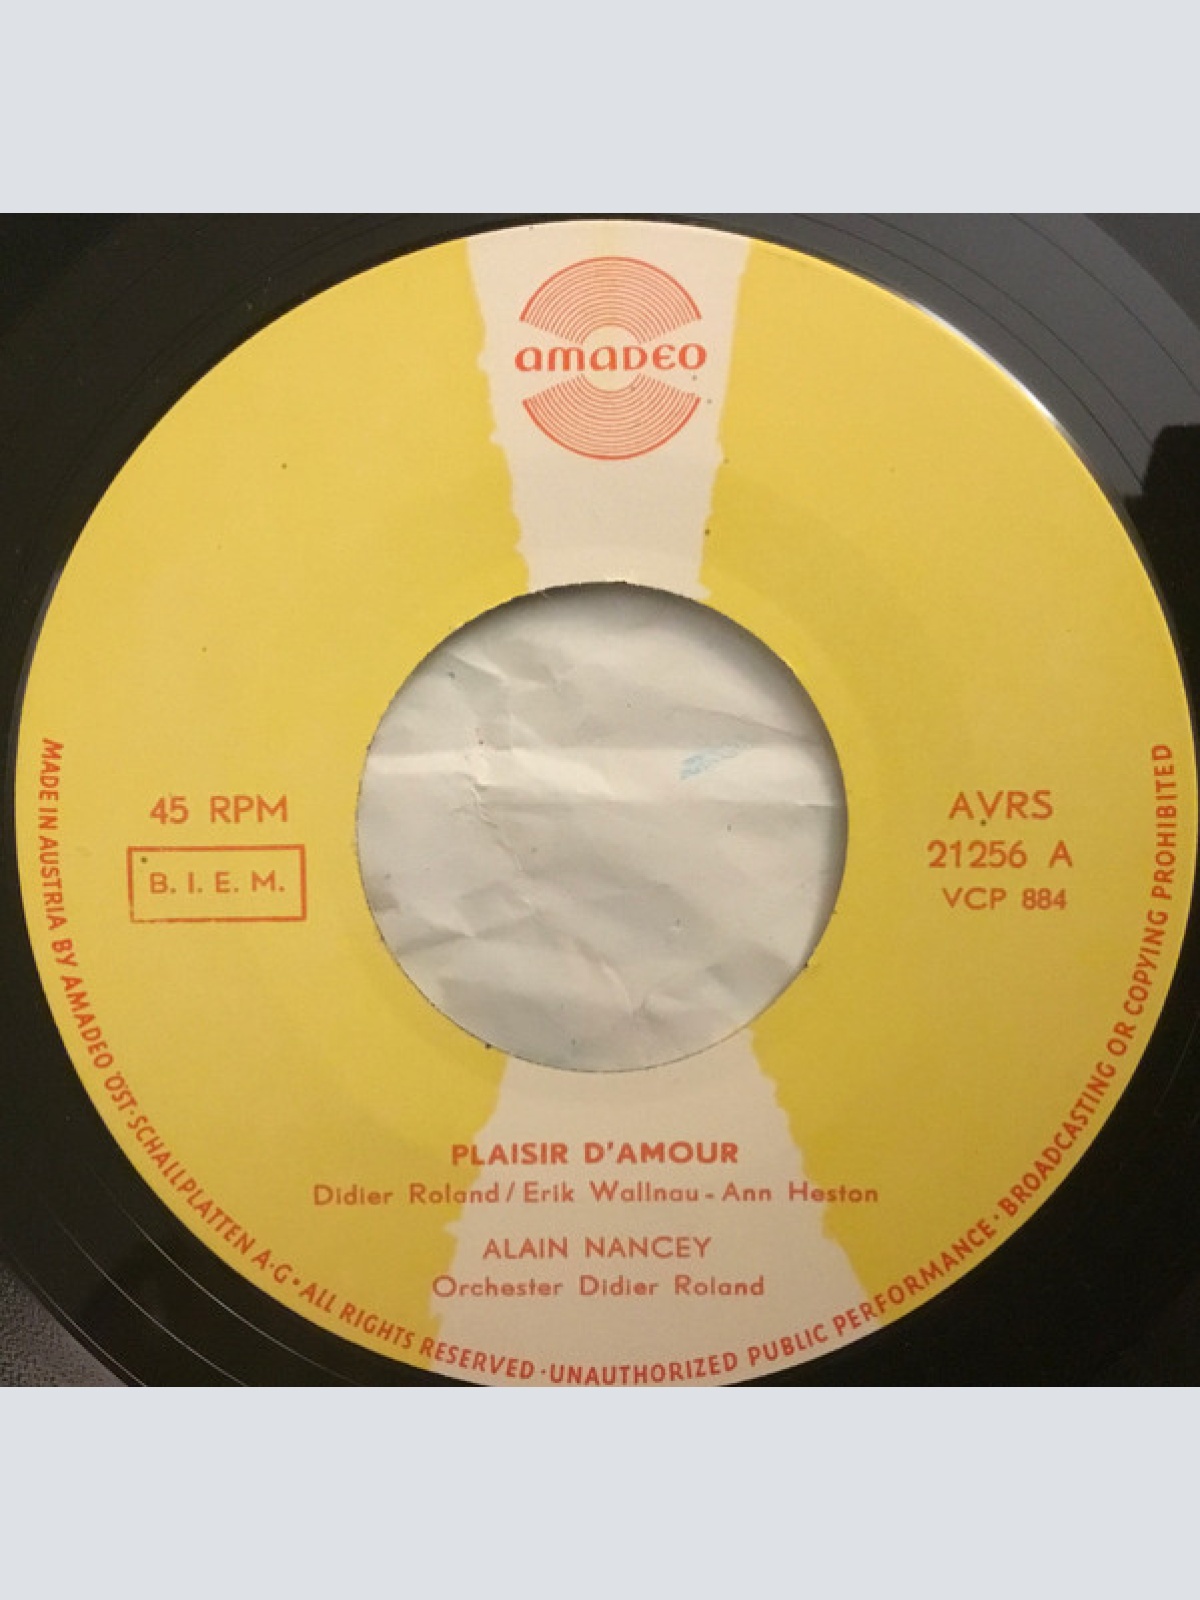 amaDEO
45 RPM
B. I. E. M.
AVRS
21256 A
VCP 884
PLAISIR D'AMOUR
Didier Roland / Erik Wallnau - Ann Heston
ALAIN NANCEY
Orchester Didier Roland
MADE IN AUSTRIA BY AMADEO ÖST·SCHALLPLATTEN A·G • ALL RIGHTS RESERVED · UNAUTHORIZED PUBLIC PERFORMANCE · BROADCASTING OR COPYING PROHIBITED